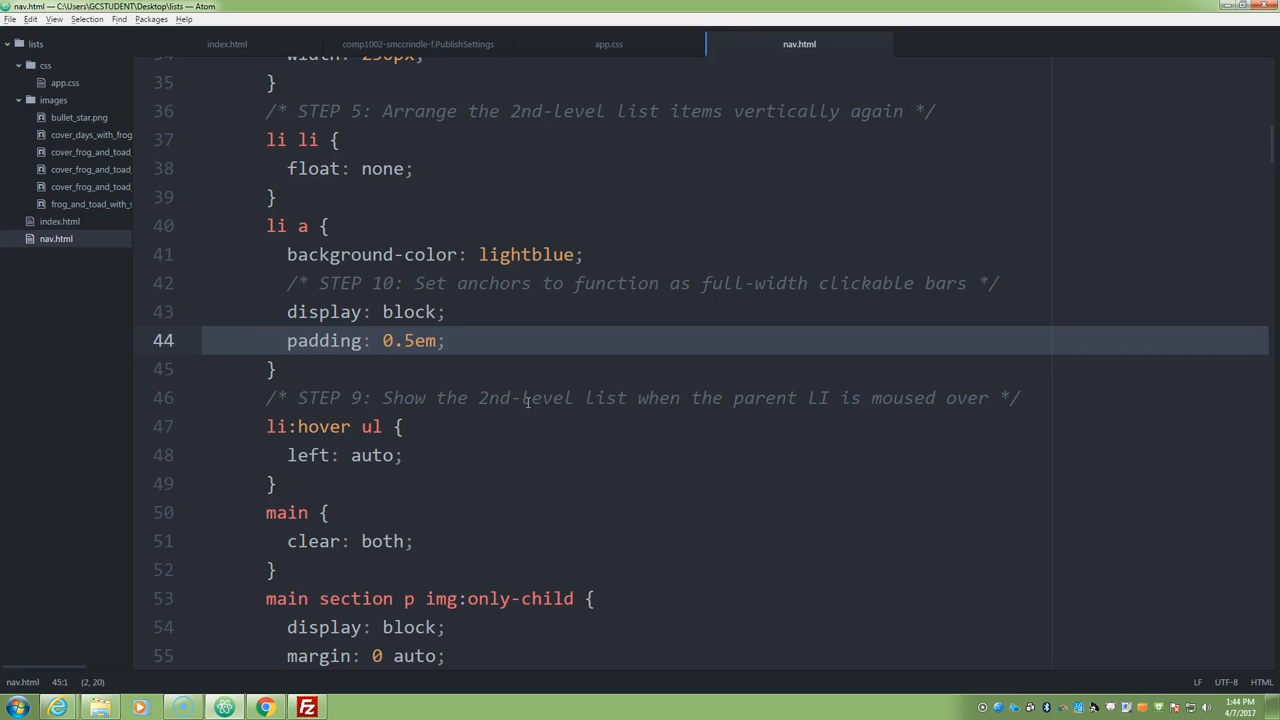 nav.html — C:\Users\GCSTUDENT\Desktop\lists — Atom
File Edit View Selection Find Packages Help
lists
css
app.css
images
bullet_star.png
cover_days_with_frog
cover_frog_and_toad_
cover_frog_and_toad_
cover_frog_and_toad_
frog_and_toad_with_s
index.html
nav.html
index.html comp1002-smccrindle-f.PublishSettings app.css nav.html
35 }
36 /* STEP 5: Arrange the 2nd-level list items vertically again */
37 li li {
38 float: none;
39 }
40 li a {
41 background-color: lightblue;
42 /* STEP 10: Set anchors to function as full-width clickable bars */
43 display: block;
44 padding: 0.5em;
45 }
46 /* STEP 9: Show the 2nd-level list when the parent LI is moused over */
47 li:hover ul {
48 left: auto;
49 }
50 main {
51 clear: both;
52 }
53 main section p img:only-child {
54 display: block;
55 margin: 0 auto;
nav.html 45:1 (2, 20) LF UTF-8 HTML
1:44 PM
4/7/2017